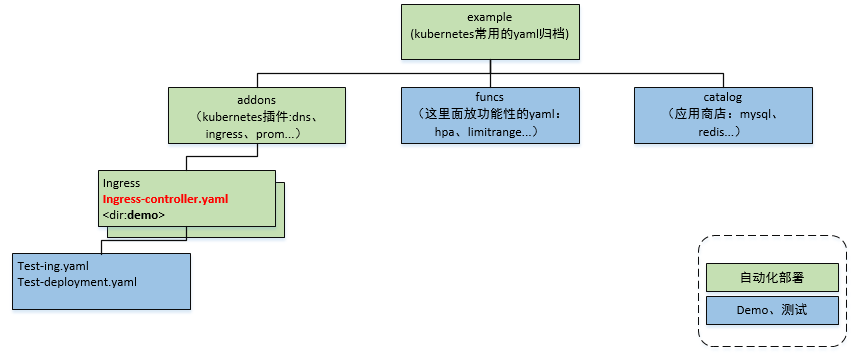 example
(kubernetes常用的yaml归档)
addons
（kubernetes插件:dns、
ingress、prom...）
funcs
（这里面放功能性的yaml：
hpa、limitrange...）
catalog
（应用商店：mysql、
redis...）
Ingress
Ingress-controller.yaml
<dir:demo>
Test-ing.yaml
Test-deployment.yaml
自动化部署
Demo、测试